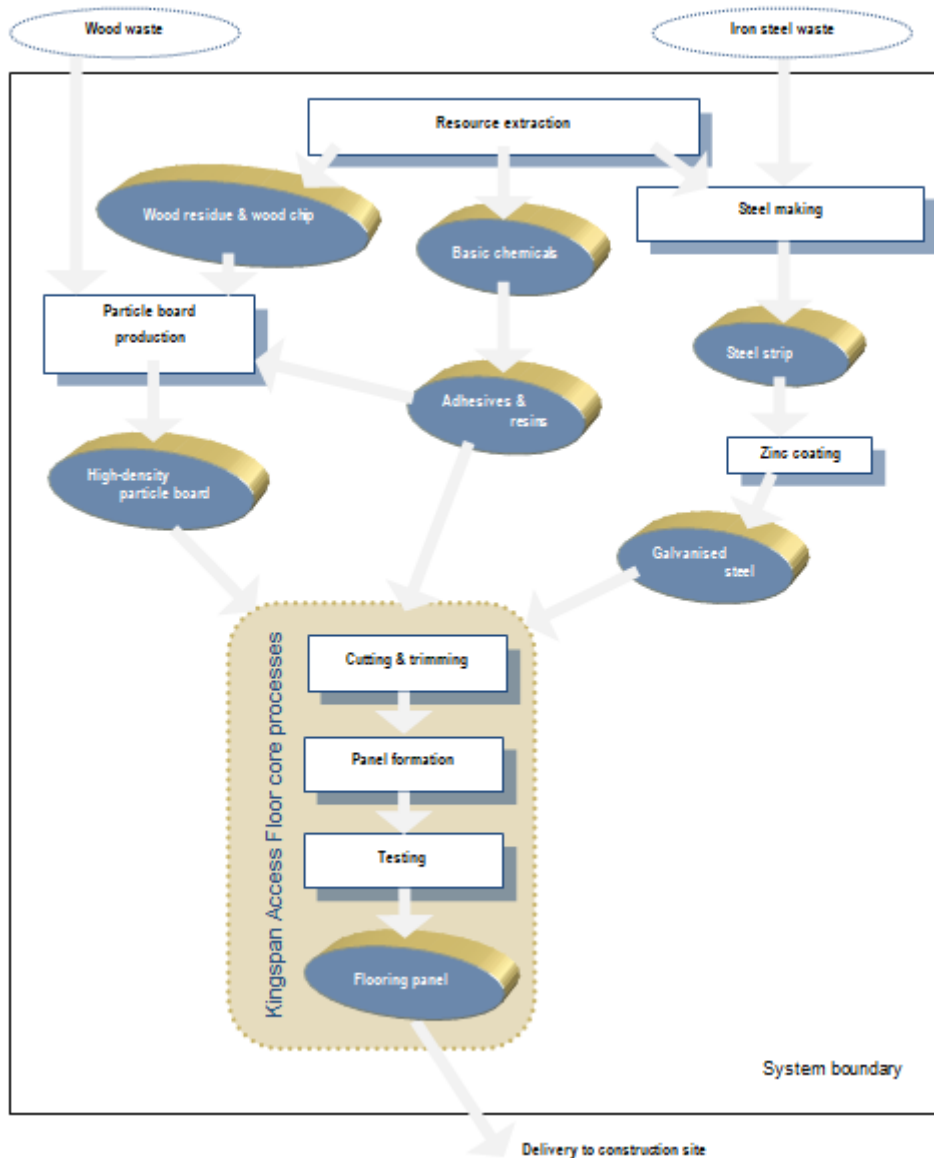 Wood waste
Iron steel waste
Resource extraction
Wood residue & wood chip
Basic chemicals
Steel making
Particle board
production
Steel strip
Adhesives &
resins
High-density
particle board
Zinc coating
Galvanised
steel
Kingspan Access Floor core processes
Cutting & trimming
Panel formation
Testing
Flooring panel
System boundary
Delivery to construction site